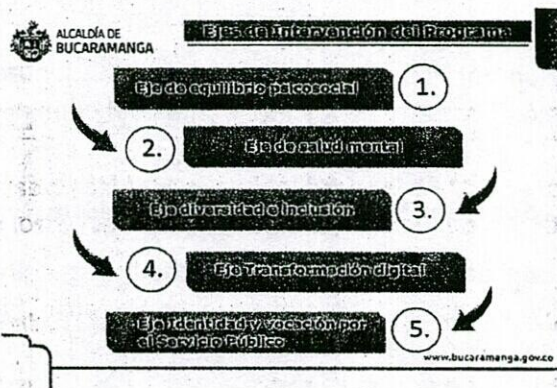 ALCALDÍA DE
BUCARAMANGA
Ejes de Intervención del Programa
Eje de equilibrio psicosocial
1.
2.
Eje de salud mental
Eje diversidad e inclusión
3.
4.
Eje Transformación digital
Eje Identidad y vocación por
el Servicio Público
5.
www.bucaramanga.gov.co